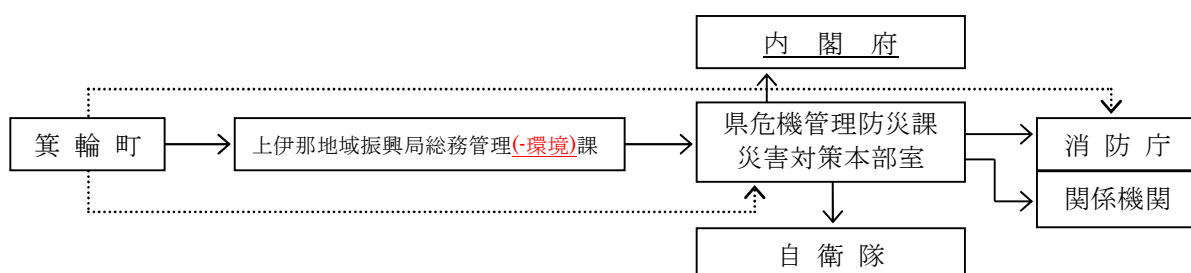 内 閣 府
箕 輪 町
上伊那地域振興局総務管理(-環境)課
県危機管理防災課
災害対策本部室
消 防 庁
関係機関
自 衛 隊